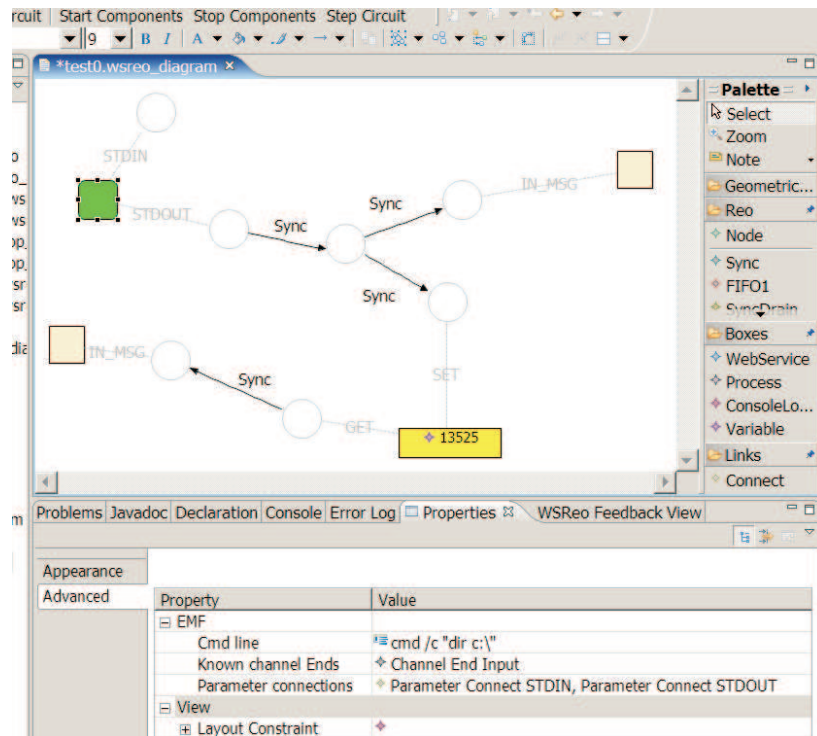 rcuit Start Components Stop Components Step Circuit
9 B I A
*test0.wsreo_diagram
Palette
Select
Zoom
Note
Geometric...
Reo
Node
Sync
FIFO1
SyncDrain
Boxes
WebService
Process
ConsoleLo...
Variable
Links
Connect
STDIN
STDOUT
Sync
Sync
IN_MSG
Sync
IN_MSG
Sync
SET
GET
13525
Problems Javadoc Declaration Console Error Log Properties WSReo Feedback View
Appearance
Advanced
Property Value
EMF
Cmd line cmd /c "dir c:\"
Known channel Ends Channel End Input
Parameter connections Parameter Connect STDIN, Parameter Connect STDOUT
View
Layout Constraint